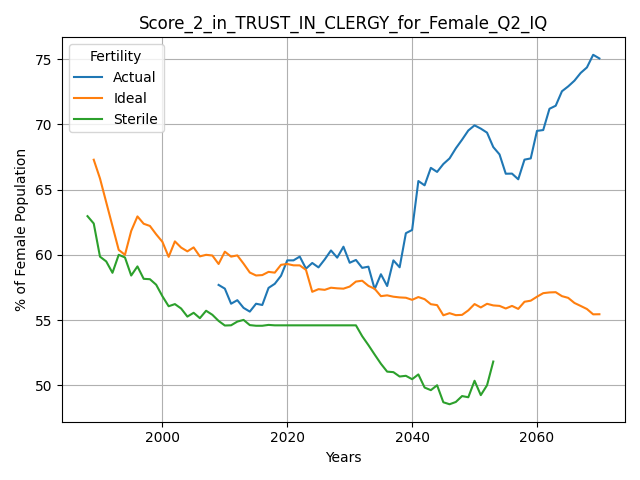 Score_2_in_TRUST_IN_CLERGY_for_Female_Q2_IQ
Fertility
Actual
Ideal
Sterile
% of Female Population
75
70
65
60
55
50
2000
2020
2040
2060
Years